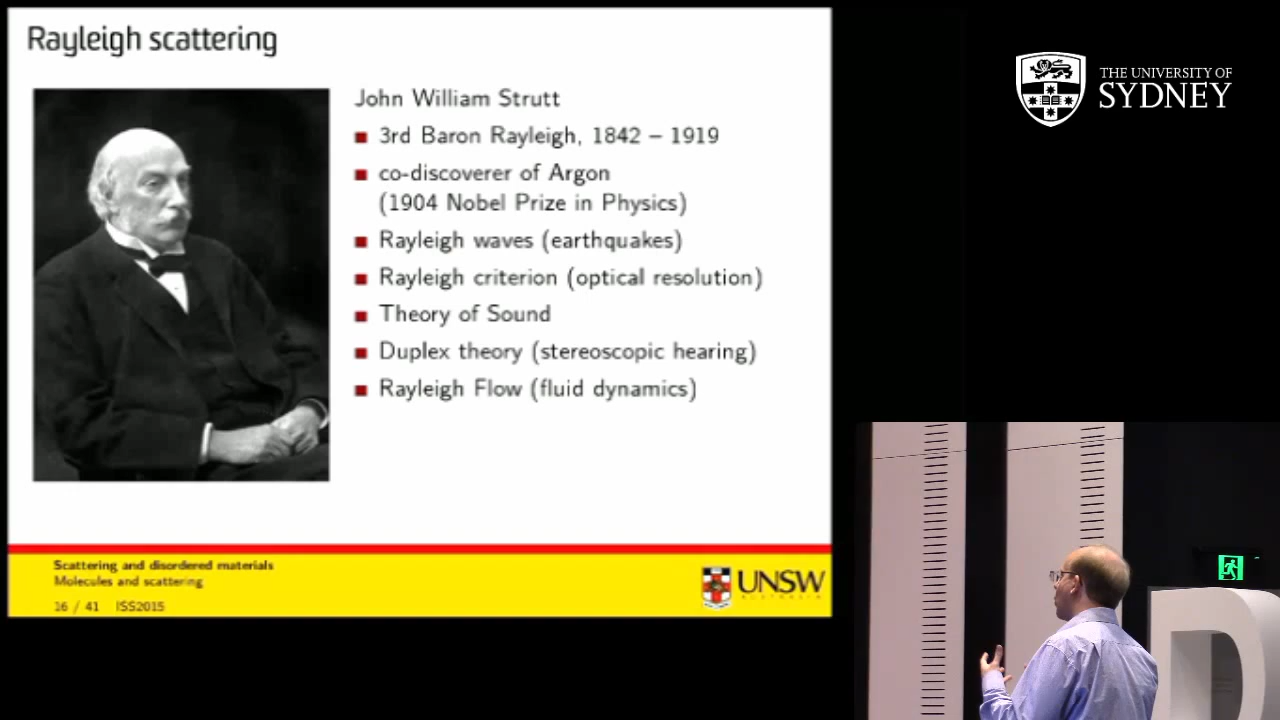 Rayleigh scattering
John William Strutt
3rd Baron Rayleigh, 1842 – 1919
co-discoverer of Argon
(1904 Nobel Prize in Physics)
Rayleigh waves (earthquakes)
Rayleigh criterion (optical resolution)
Theory of Sound
Duplex theory (stereoscopic hearing)
Rayleigh Flow (fluid dynamics)
Scattering and disordered materials
Molecules and scattering
16 / 41 ISS2015
UNSW
AUSTRALIA
THE UNIVERSITY OF
SYDNEY
D